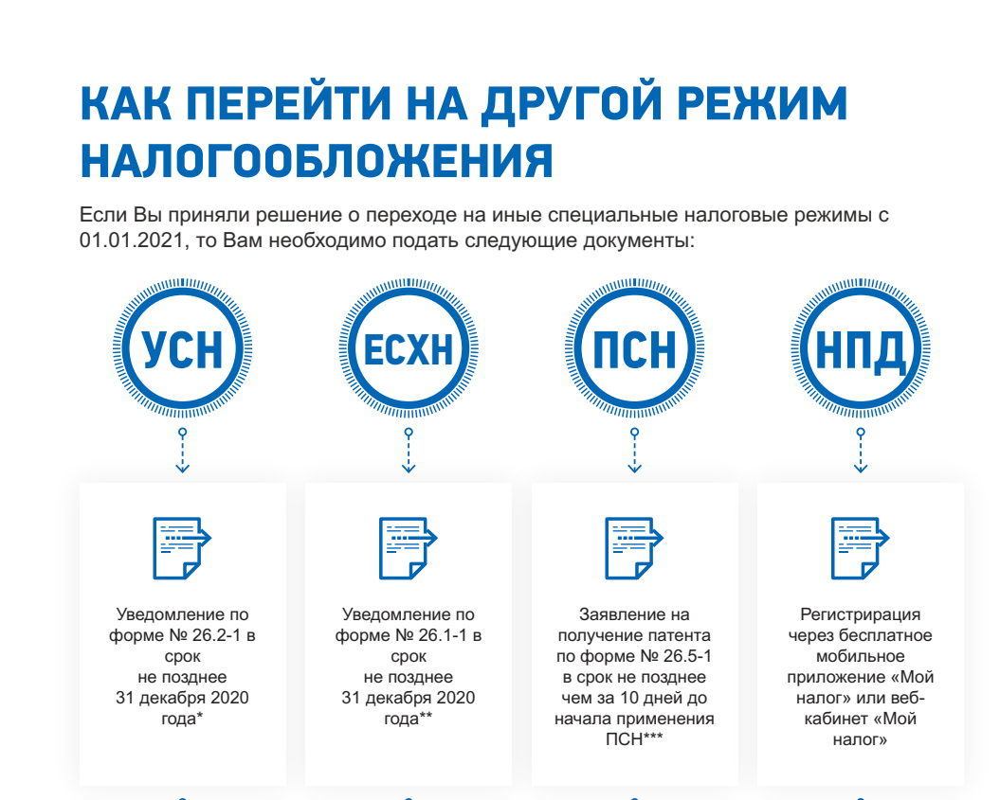 КАК ПЕРЕЙТИ НА ДРУГОЙ РЕЖИМ
НАЛОГООБЛОЖЕНИЯ
Если Вы приняли решение о переходе на иные специальные налоговые режимы с
01.01.2021, то Вам необходимо подать следующие документы:
УСН
ЕСХН
ПСН
НПД
Уведомление по
форме № 26.2-1 в
срок
не позднее
31 декабря 2020
года*
Уведомление по
форме № 26.1-1 в
срок
не позднее
31 декабря 2020
года**
Заявление на
получение патента
по форме № 26.5-1
в срок не позднее
чем за 10 дней до
начала применения
ПСН***
Регистрирация
через бесплатное
мобильное
приложение «Мой
налог» или веб-
кабинет «Мой
налог»